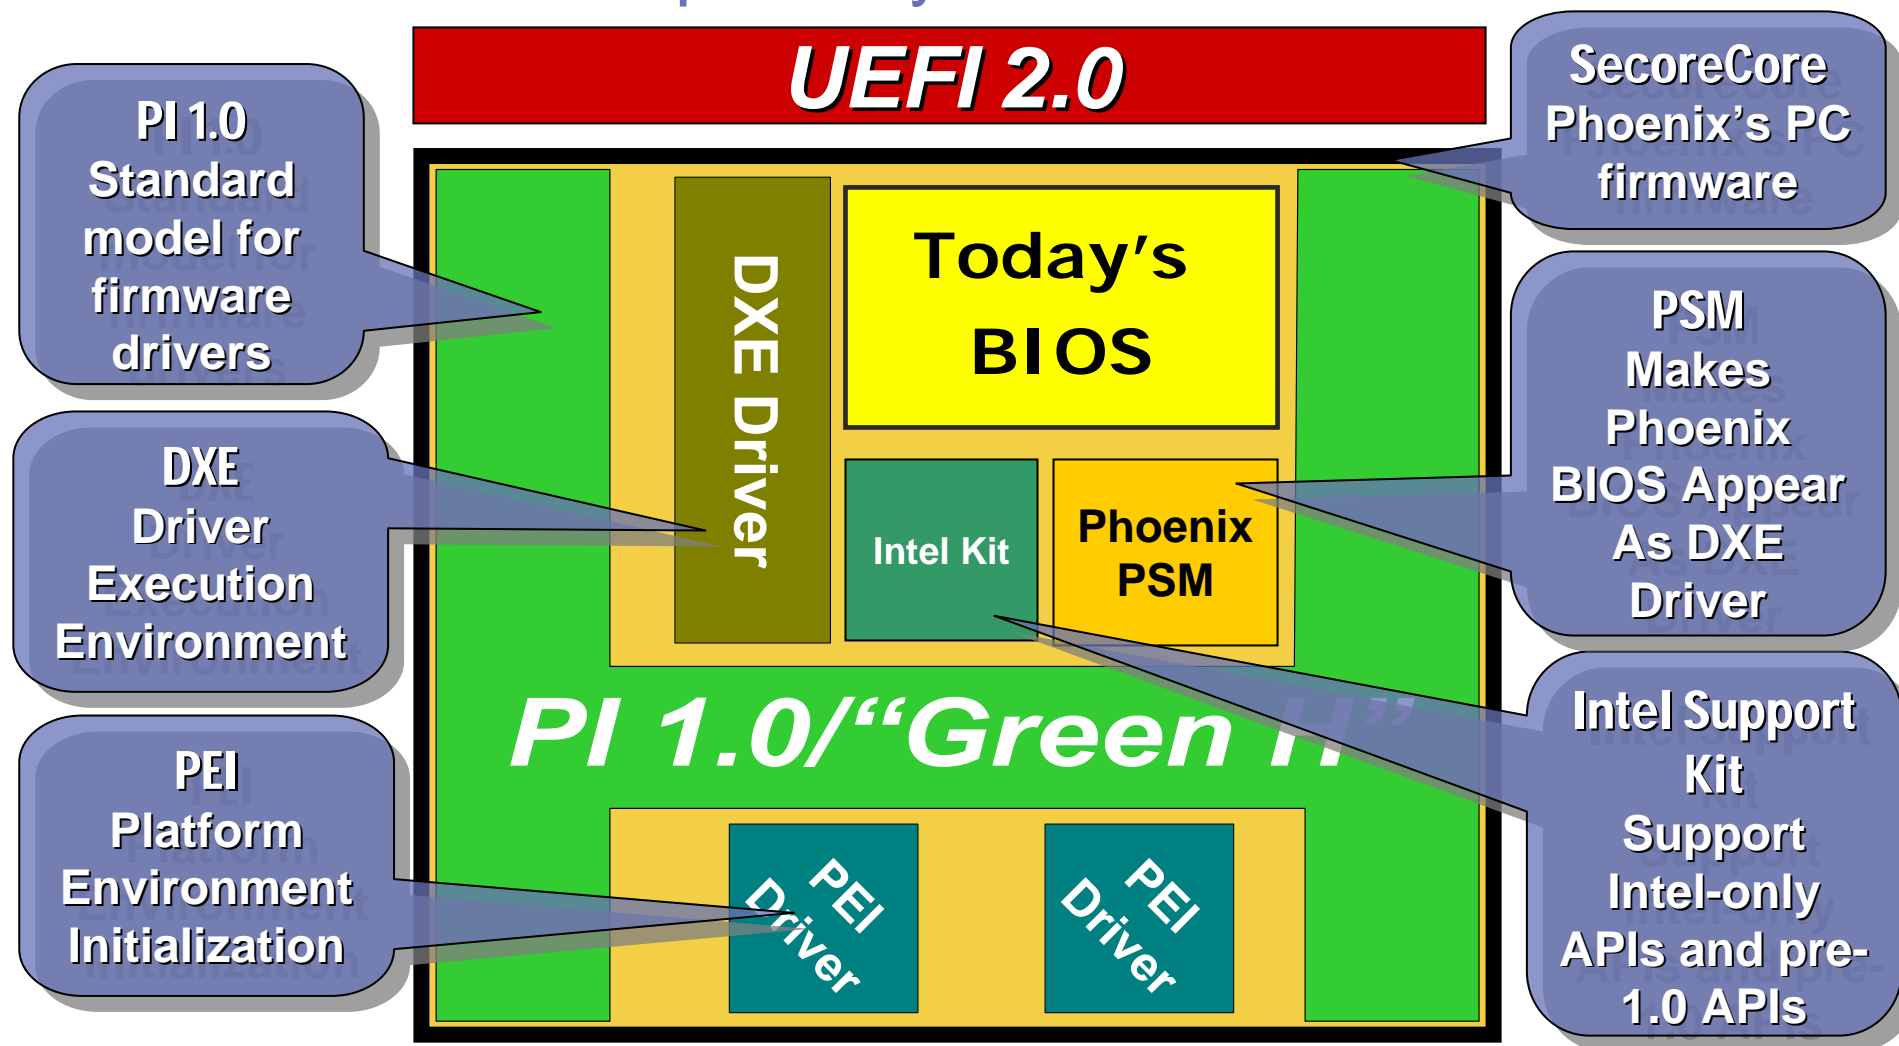 UEFI 2.0
PI 1.0
Standard
model for
firmware
drivers
DXE
Driver
Execution
Environment
PEI
Platform
Environment
Initialization
DXE Driver
Today's
BIOS
Intel Kit
Phoenix
PSM
PI 1.0/“Green H”
PEI
Driver
PEI
Driver
SecoreCore
Phoenix’s PC
firmware
PSM
Makes
Phoenix
BIOS Appear
As DXE
Driver
Intel Support
Kit
Support
Intel-only
APIs and pre-
1.0 APIs